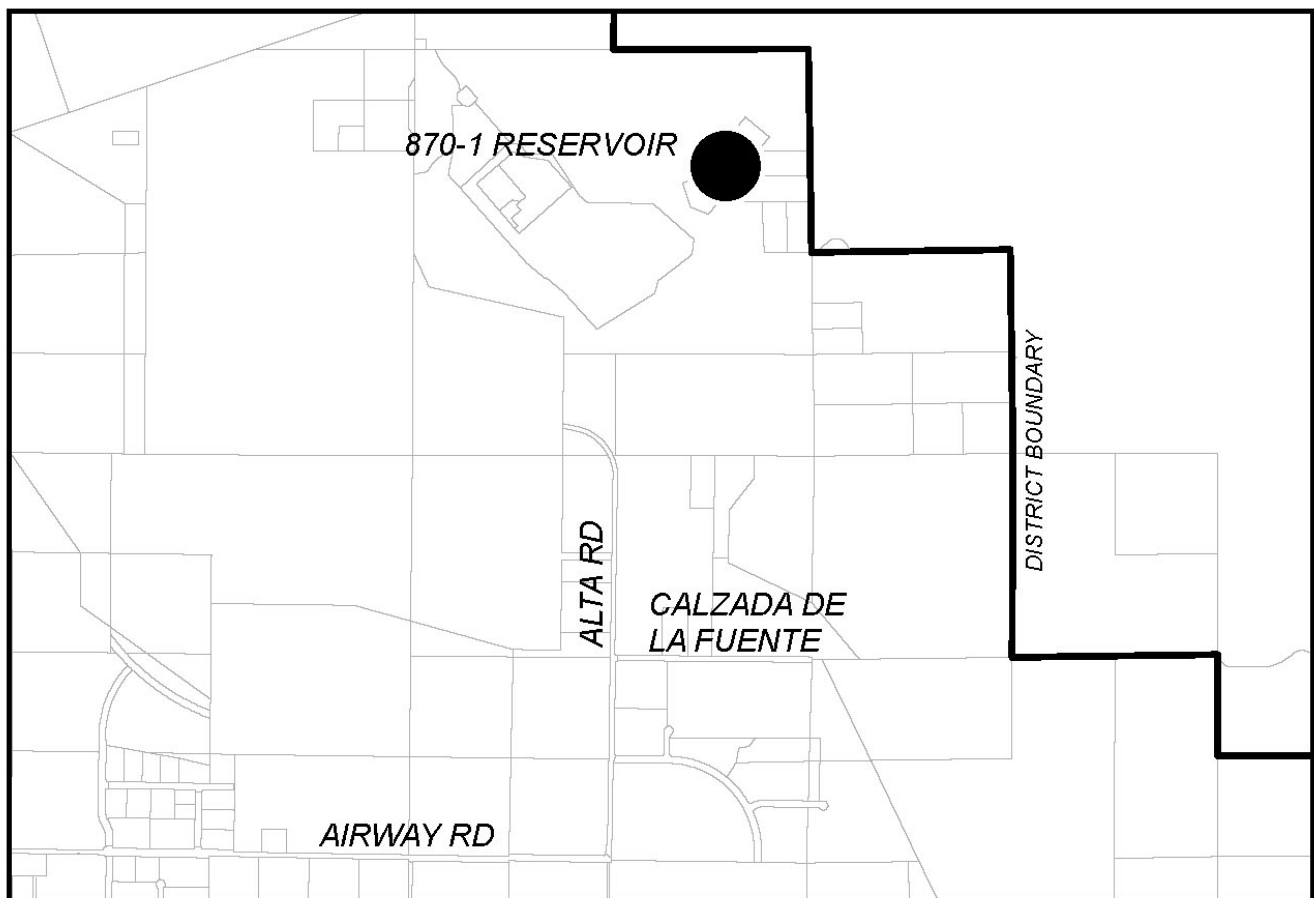 870-1 RESERVOIR
DISTRICT BOUNDARY
ALTA RD
CALZADA DE
LA FUENTE
AIRWAY RD